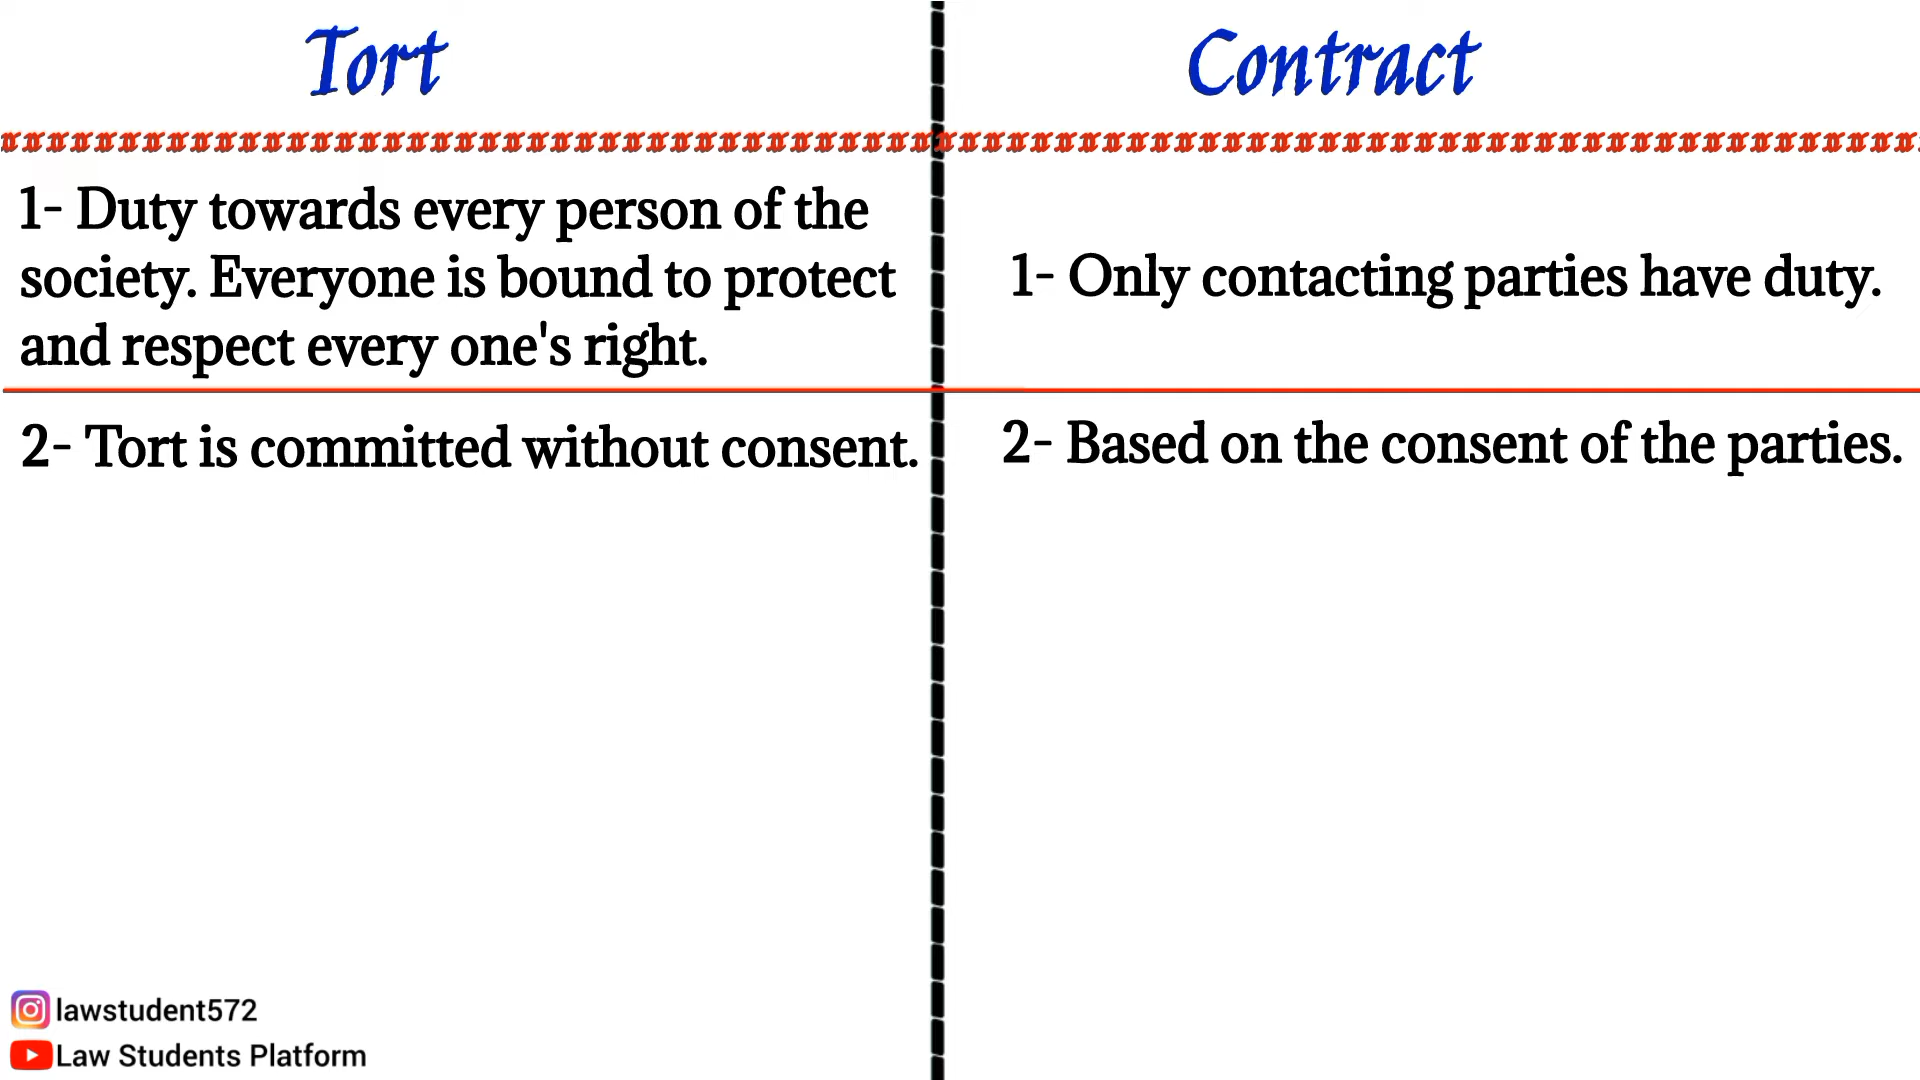 Tort
Contract
1- Duty towards every person of the
society. Everyone is bound to protect
and respect every one's right.
1- Only contacting parties have duty.
2- Tort is committed without consent.
2- Based on the consent of the parties.
lawstudent572
Law Students Platform